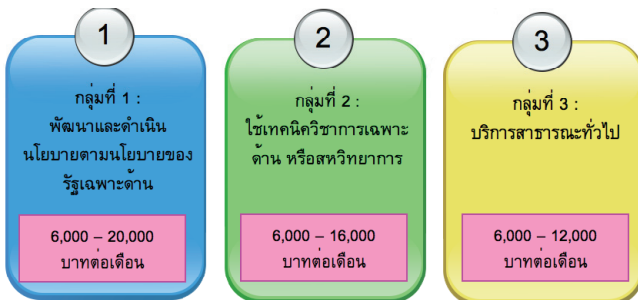 1
กลุ่มที่ 1 :
พัฒนาและดำเนิน
นโยบายตามนโยบายของ
รัฐเฉพาะด้าน
6,000 – 20,000
บาทต่อเดือน
2
กลุ่มที่ 2 :
ใช้เทคนิควิชาการเฉพาะ
ด้าน หรือสหวิทยาการ
6,000 – 16,000
บาทต่อเดือน
3
กลุ่มที่ 3 :
บริการสาธารณะทั่วไป
6,000 – 12,000
บาทต่อเดือน